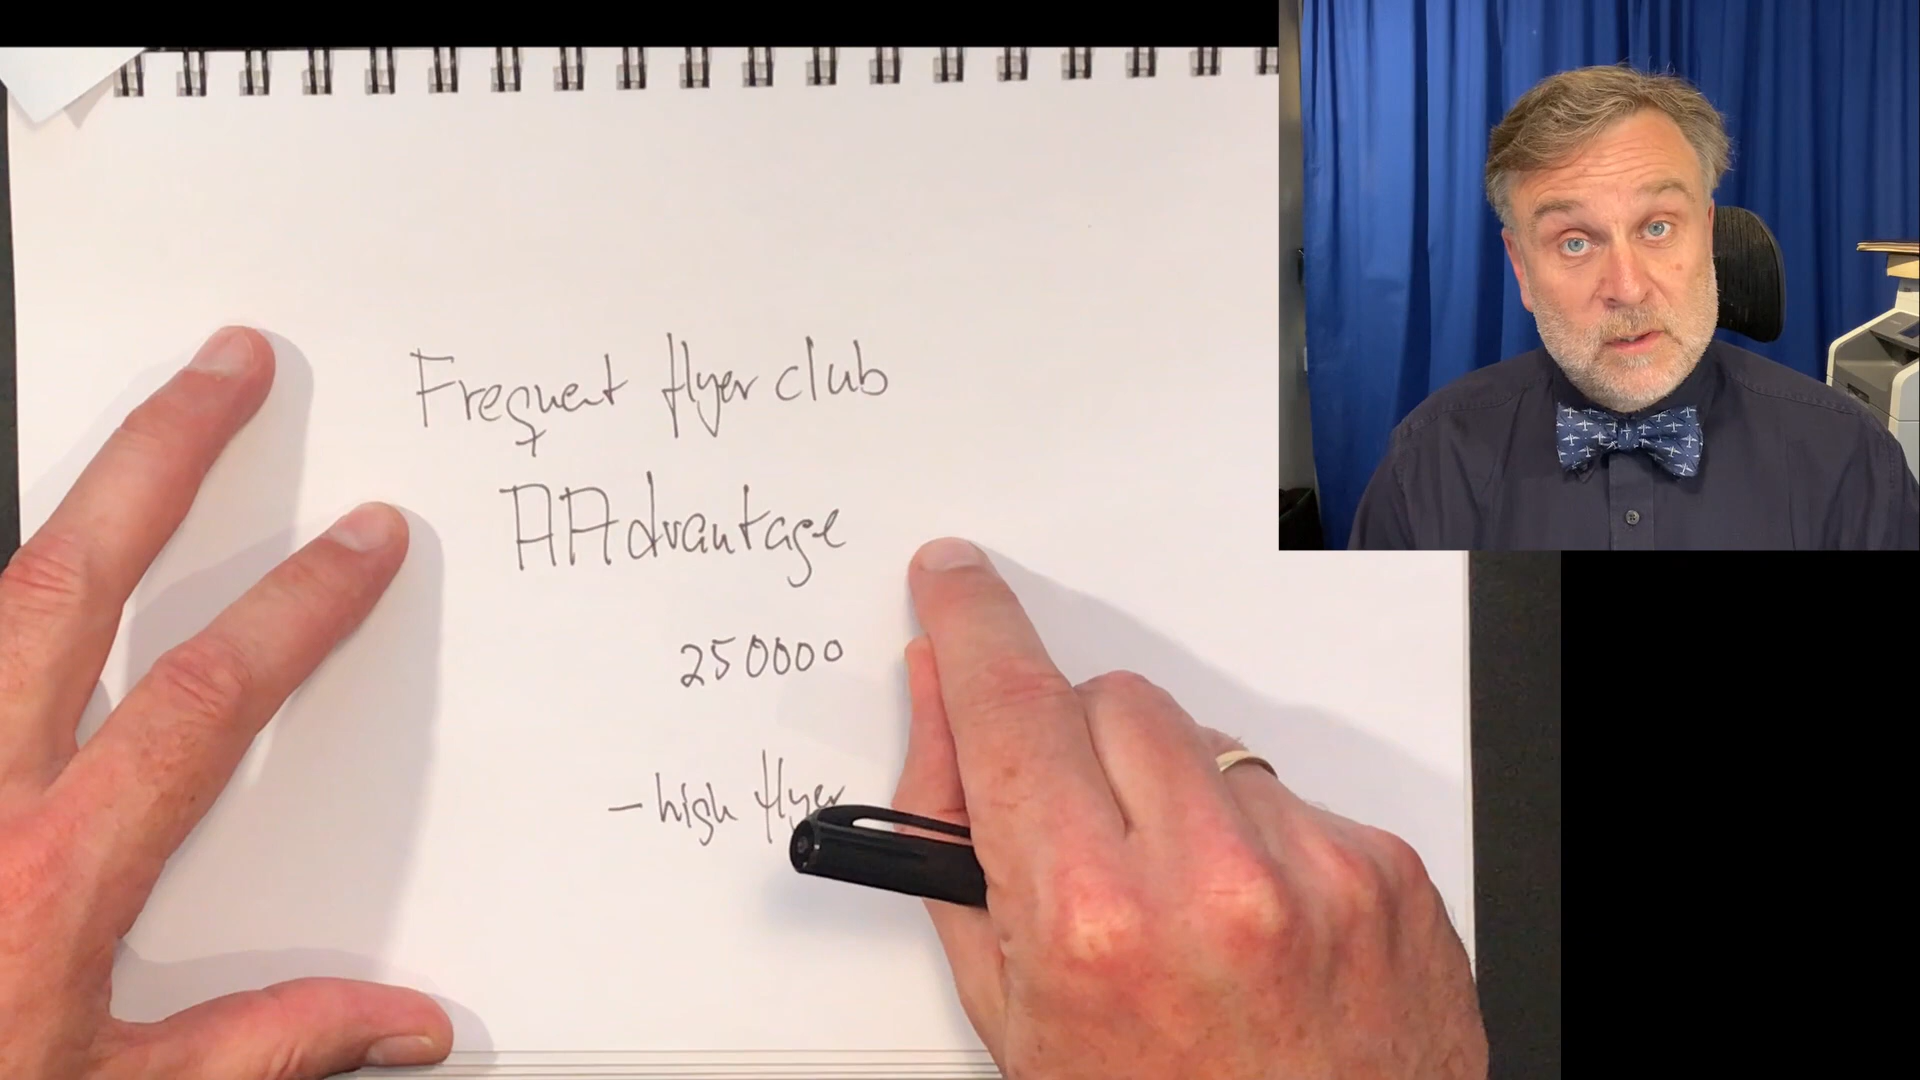 Frequent flyer club
AAdvantage
250000
- high flyer